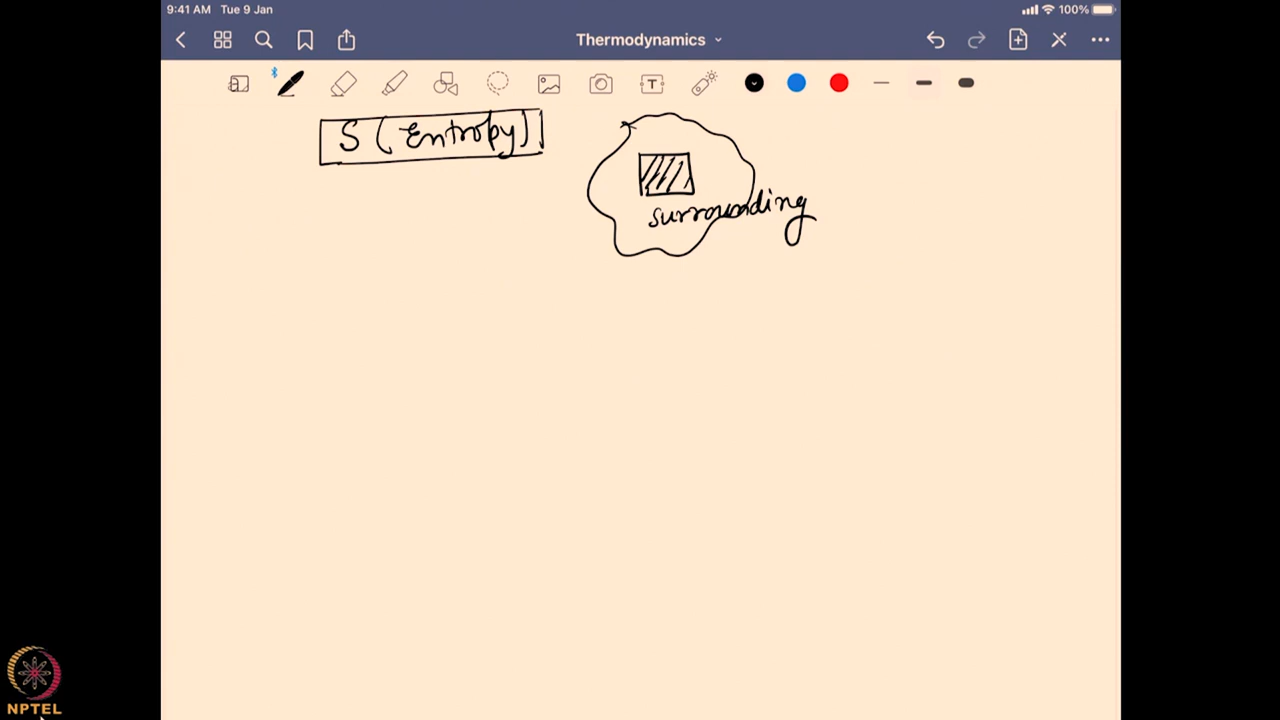 9:41 AM Tue 9 Jan 100%
Thermodynamics
T
S (Entropy)
surrounding
NPTEL